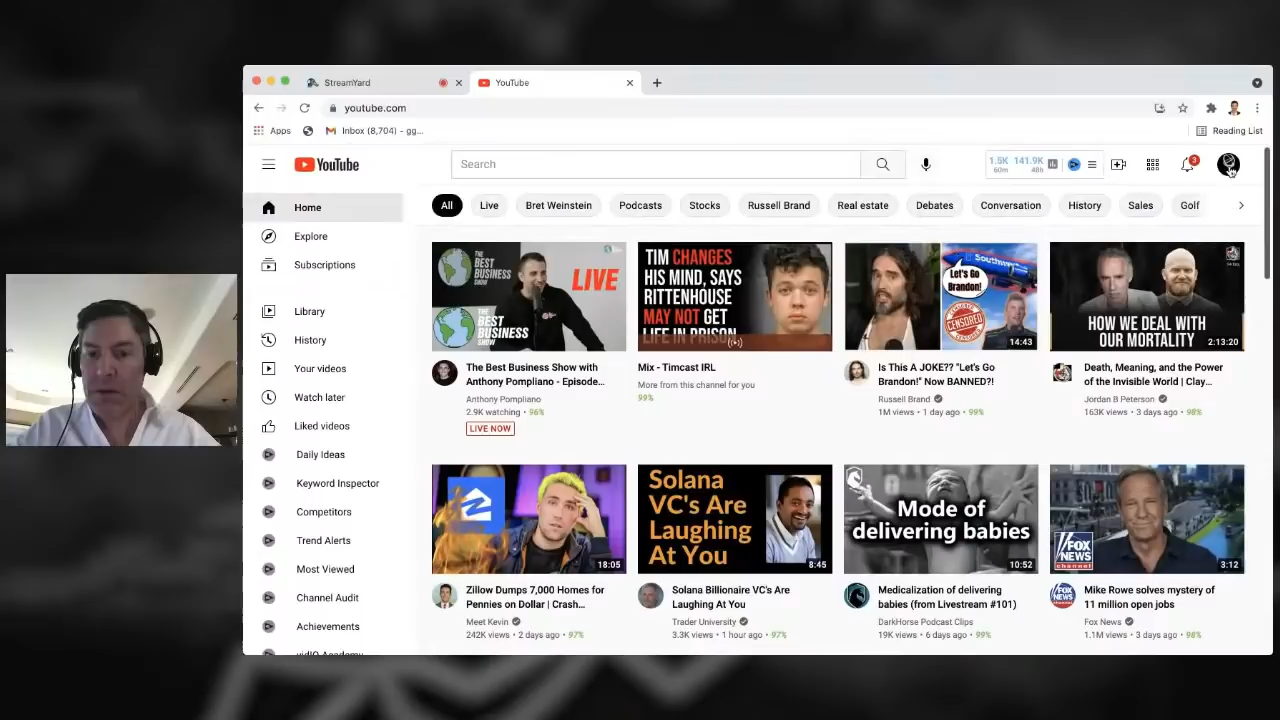 StreamYard
YouTube
youtube.com
Apps
Inbox (8,704) - gg...
Reading List
YouTube
Search
1.5K 141.9K
60m 48h
3
Home
Explore
Subscriptions
Library
History
Your videos
Watch later
Liked videos
Daily Ideas
Keyword Inspector
Competitors
Trend Alerts
Most Viewed
Channel Audit
Achievements
vidIQ Academy
All
Live
Bret Weinstein
Podcasts
Stocks
Russell Brand
Real estate
Debates
Conversation
History
Sales
Golf
THE
BEST
BUSINESS
SHOW
LIVE
THE BEST
BUSINESS
SHOW
The Best Business Show with
Anthony Pompliano - Episode...
Anthony Pompliano
2.9K watching • 96%
LIVE NOW
TIM CHANGES
HIS MIND, SAYS
RITTENHOUSE
MAY NOT GET
LIFE IN PRISON
Mix - Timcast IRL
More from this channel for you
99%
Southwest
Let's Go
Brandon!
CENSORED
14:43
Is This A JOKE?? "Let's Go
Brandon!" Now BANNED?!
Russell Brand
1M views • 1 day ago • 99%
HOW WE DEAL WITH
OUR MORTALITY
2:13:20
Death, Meaning, and the Power
of the Invisible World | Clay...
Jordan B Peterson
163K views • 3 days ago • 98%
18:05
Zillow Dumps 7,000 Homes for
Pennies on Dollar | Crash...
Meet Kevin
242K views • 2 days ago • 97%
Solana
VC's Are
Laughing
At You
8:45
Solana Billionaire VC's Are
Laughing At You
Trader University
3.3K views • 1 hour ago • 97%
Mode of
delivering babies
10:52
Medicalization of delivering
babies (from Livestream #101)
DarkHorse Podcast Clips
19K views • 6 days ago • 99%
FOX
NEWS
channel
3:12
Mike Rowe solves mystery of
11 million open jobs
Fox News
1.1M views • 3 days ago • 98%